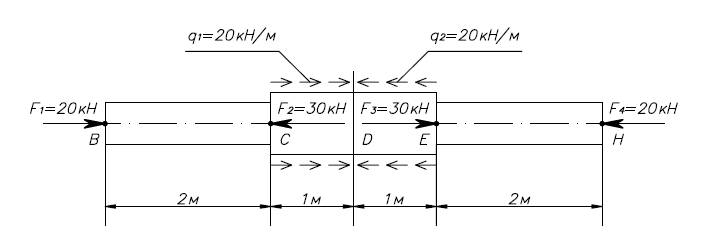 q₁=20кН/м q₂=20кН/м
F₁=20кН F₂=30кН F₃=30кН F₄=20кН
B C D E H
2м 1м 1м 2м